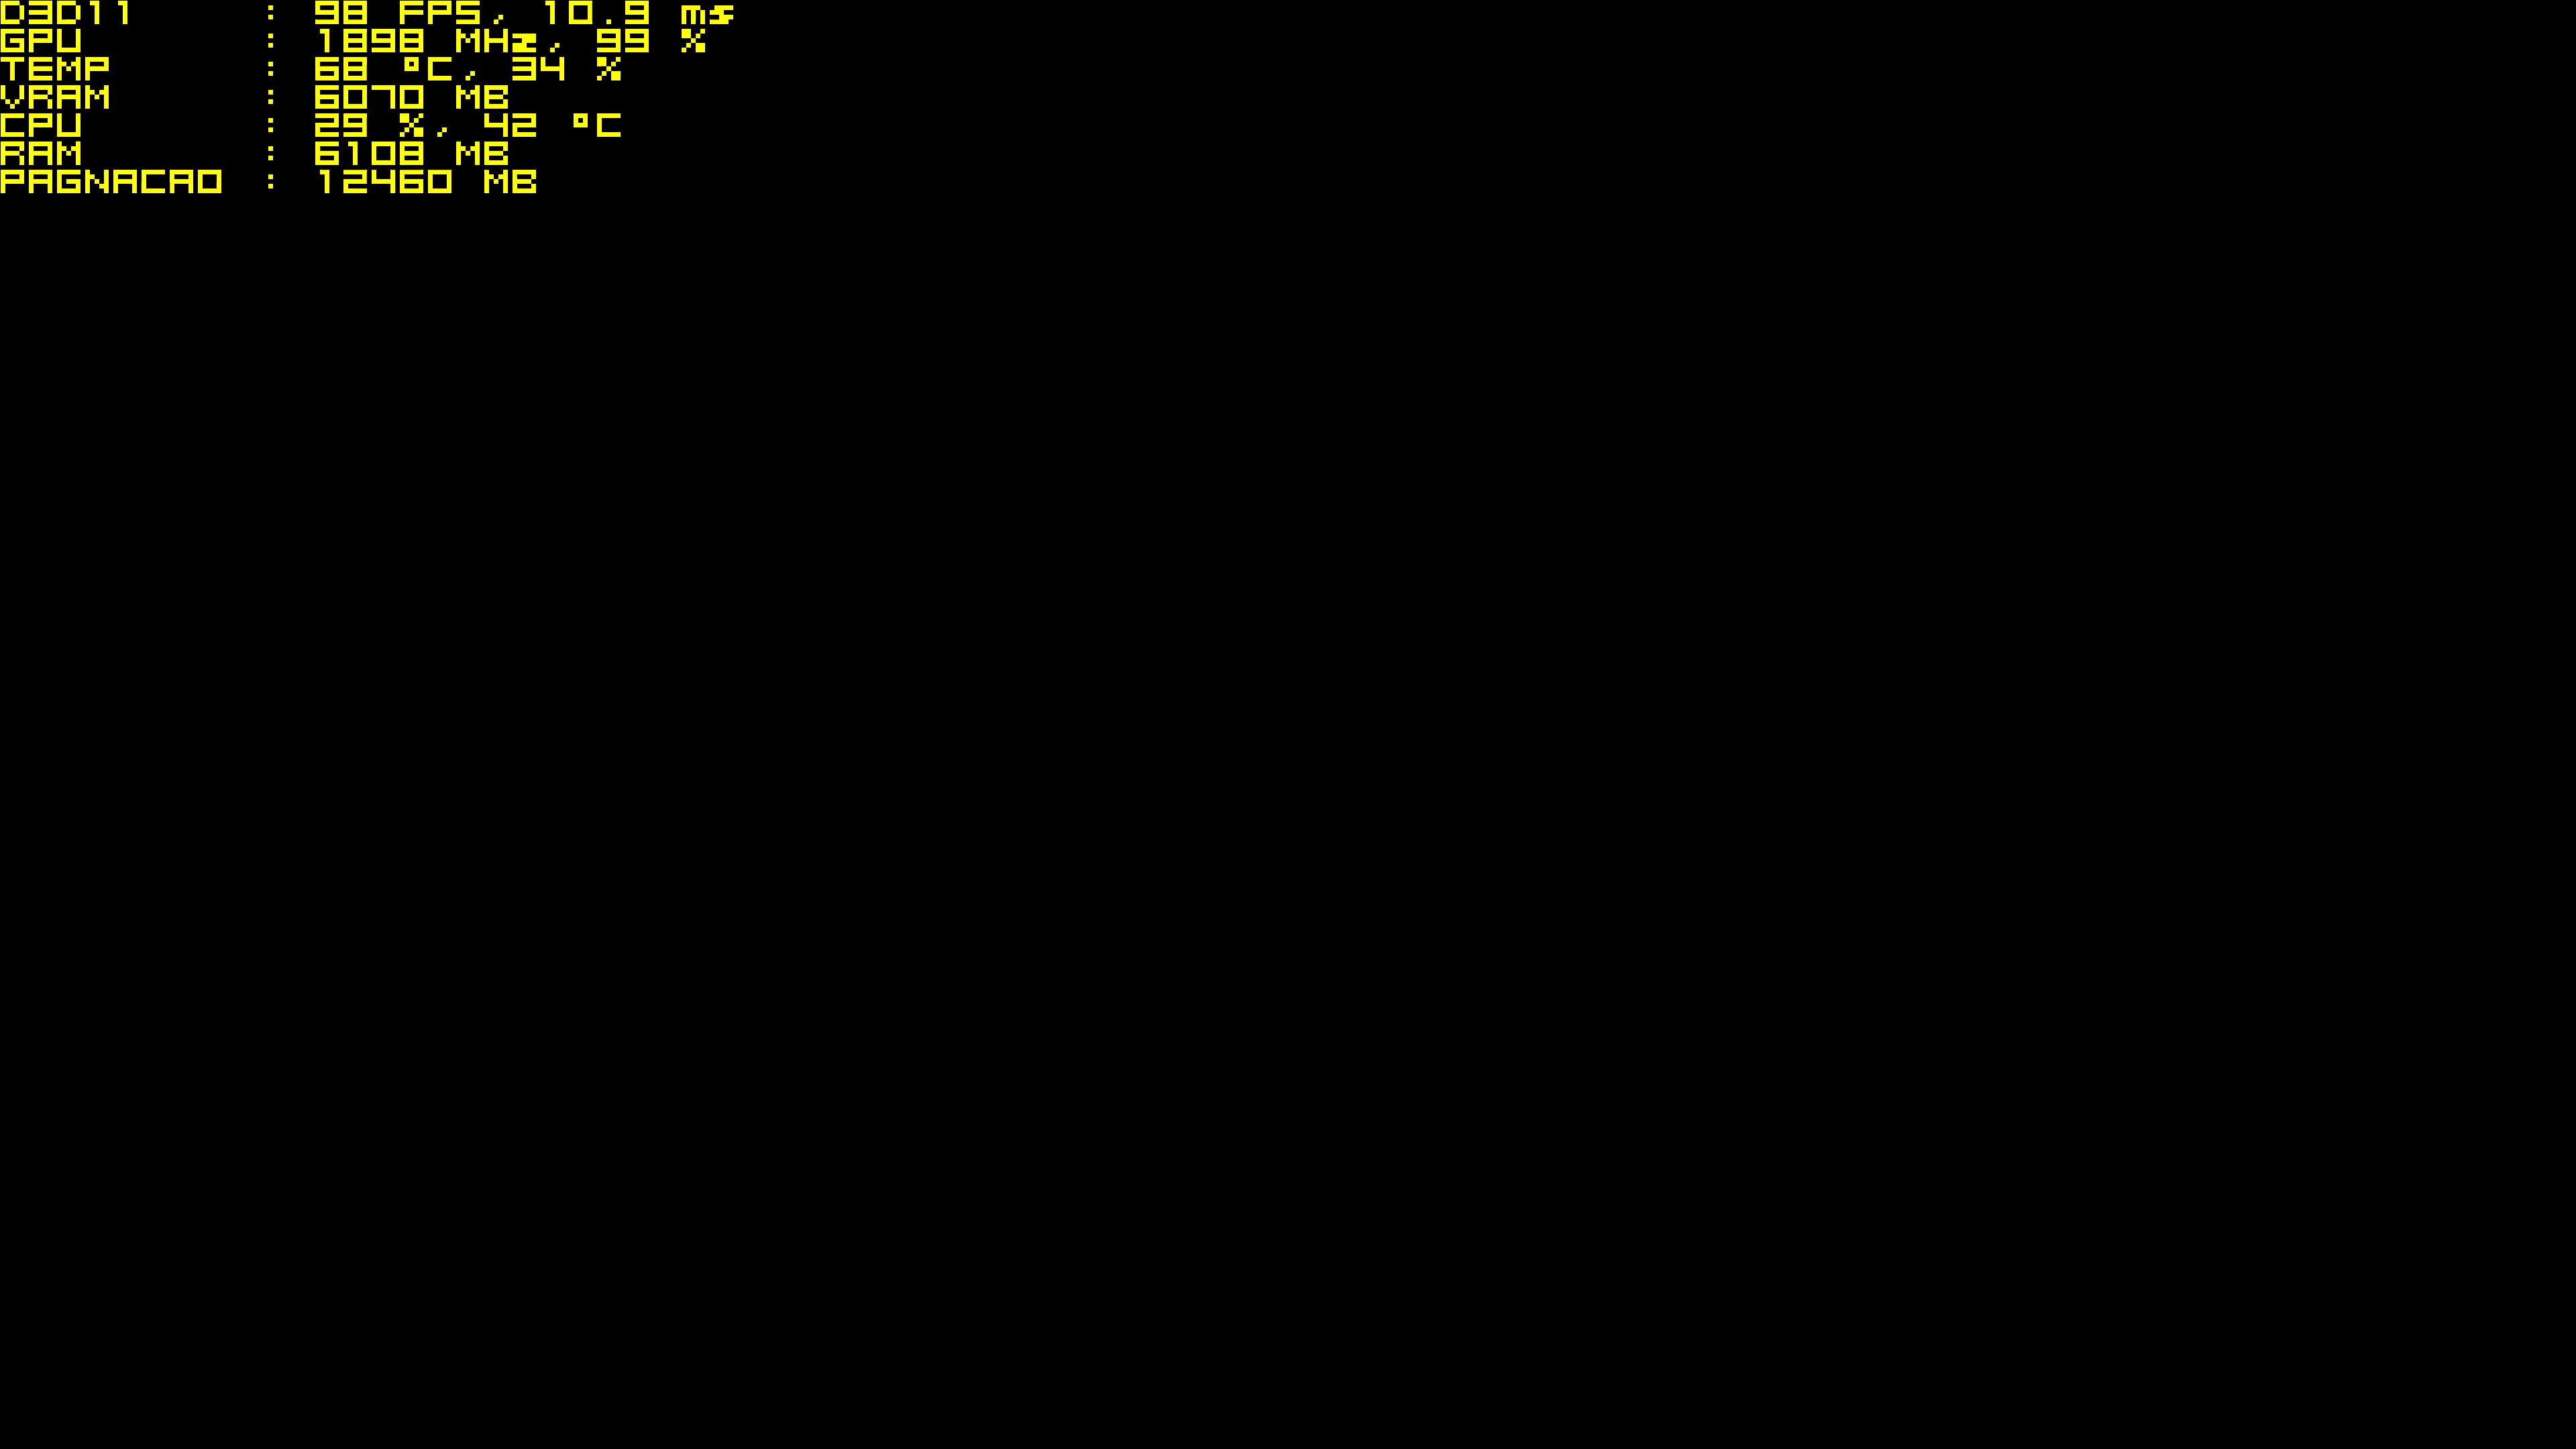 D3D11 : 98 FPS, 10.9 ms
GPU : 1898 MHz, 99 %
TEMP : 68 °C, 34 %
VRAM : 6070 MB
CPU : 29 %, 42 °C
RAM : 6108 MB
PAGNACAO : 12460 MB